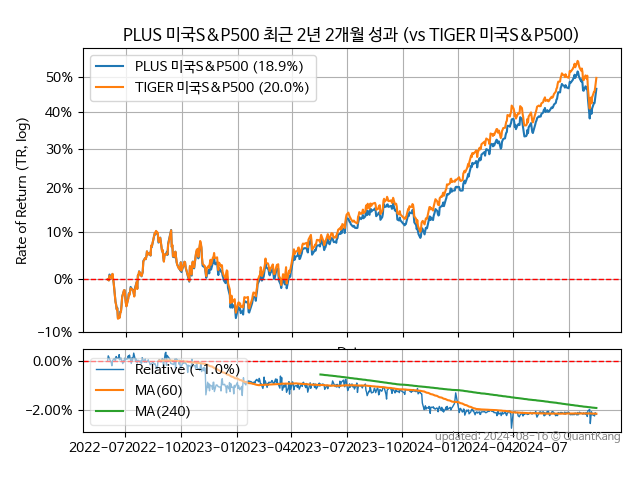 PLUS 미국S&P500 최근 2년 2개월 성과 (vs TIGER 미국S&P500)
PLUS 미국S&P500 (18.9%)
TIGER 미국S&P500 (20.0%)
Rate of Return (TR, log)
50%
40%
30%
20%
10%
0%
−10%
0.00%
−2.00%
Relative (−1.0%)
MA(60)
MA(240)
updated: 2024-08-16 © QuantKang
2022−07 2022−10 2023−01 2023−04 2023−07 2023−10 2024−01 2024−04 2024−07